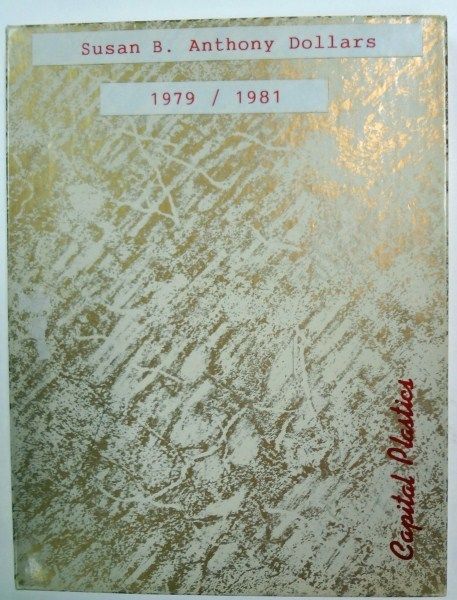 Susan B. Anthony Dollars
1979 / 1981
Capital Plastics